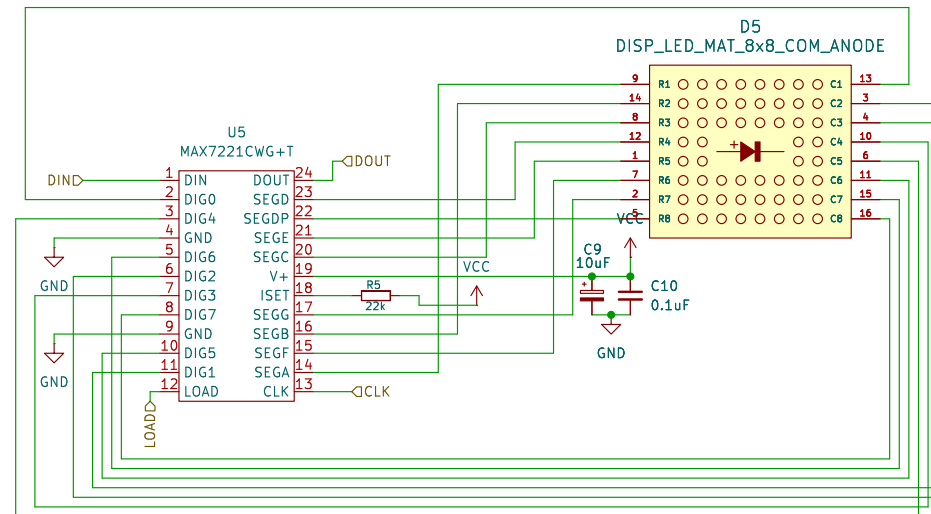 D5
DISP_LED_MAT_8x8_COM_ANODE
9 R1 C1 13
14 R2 C2 3
8 R3 C3 4
12 R4 + C4 10
1 R5 C5 6
7 R6 C6 11
2 R7 C7 15
5 R8 C8 16
U5
MAX7221CWG+T
DIN 1 DIN DOUT 24 DOUT
2 DIG0 SEGD 23
3 DIG4 SEGDP 22
4 GND SEGE 21
5 DIG6 SEGC 20
6 DIG2 V+ 19
7 DIG3 ISET 18
8 DIG7 SEGG 17
9 GND SEGB 16
10 DIG5 SEGF 15
11 DIG1 SEGA 14
12 LOAD CLK 13 CLK
LOAD
GND
GND
R5
22k
VCC
VCC
C9
10uF
+
C10
0.1uF
GND